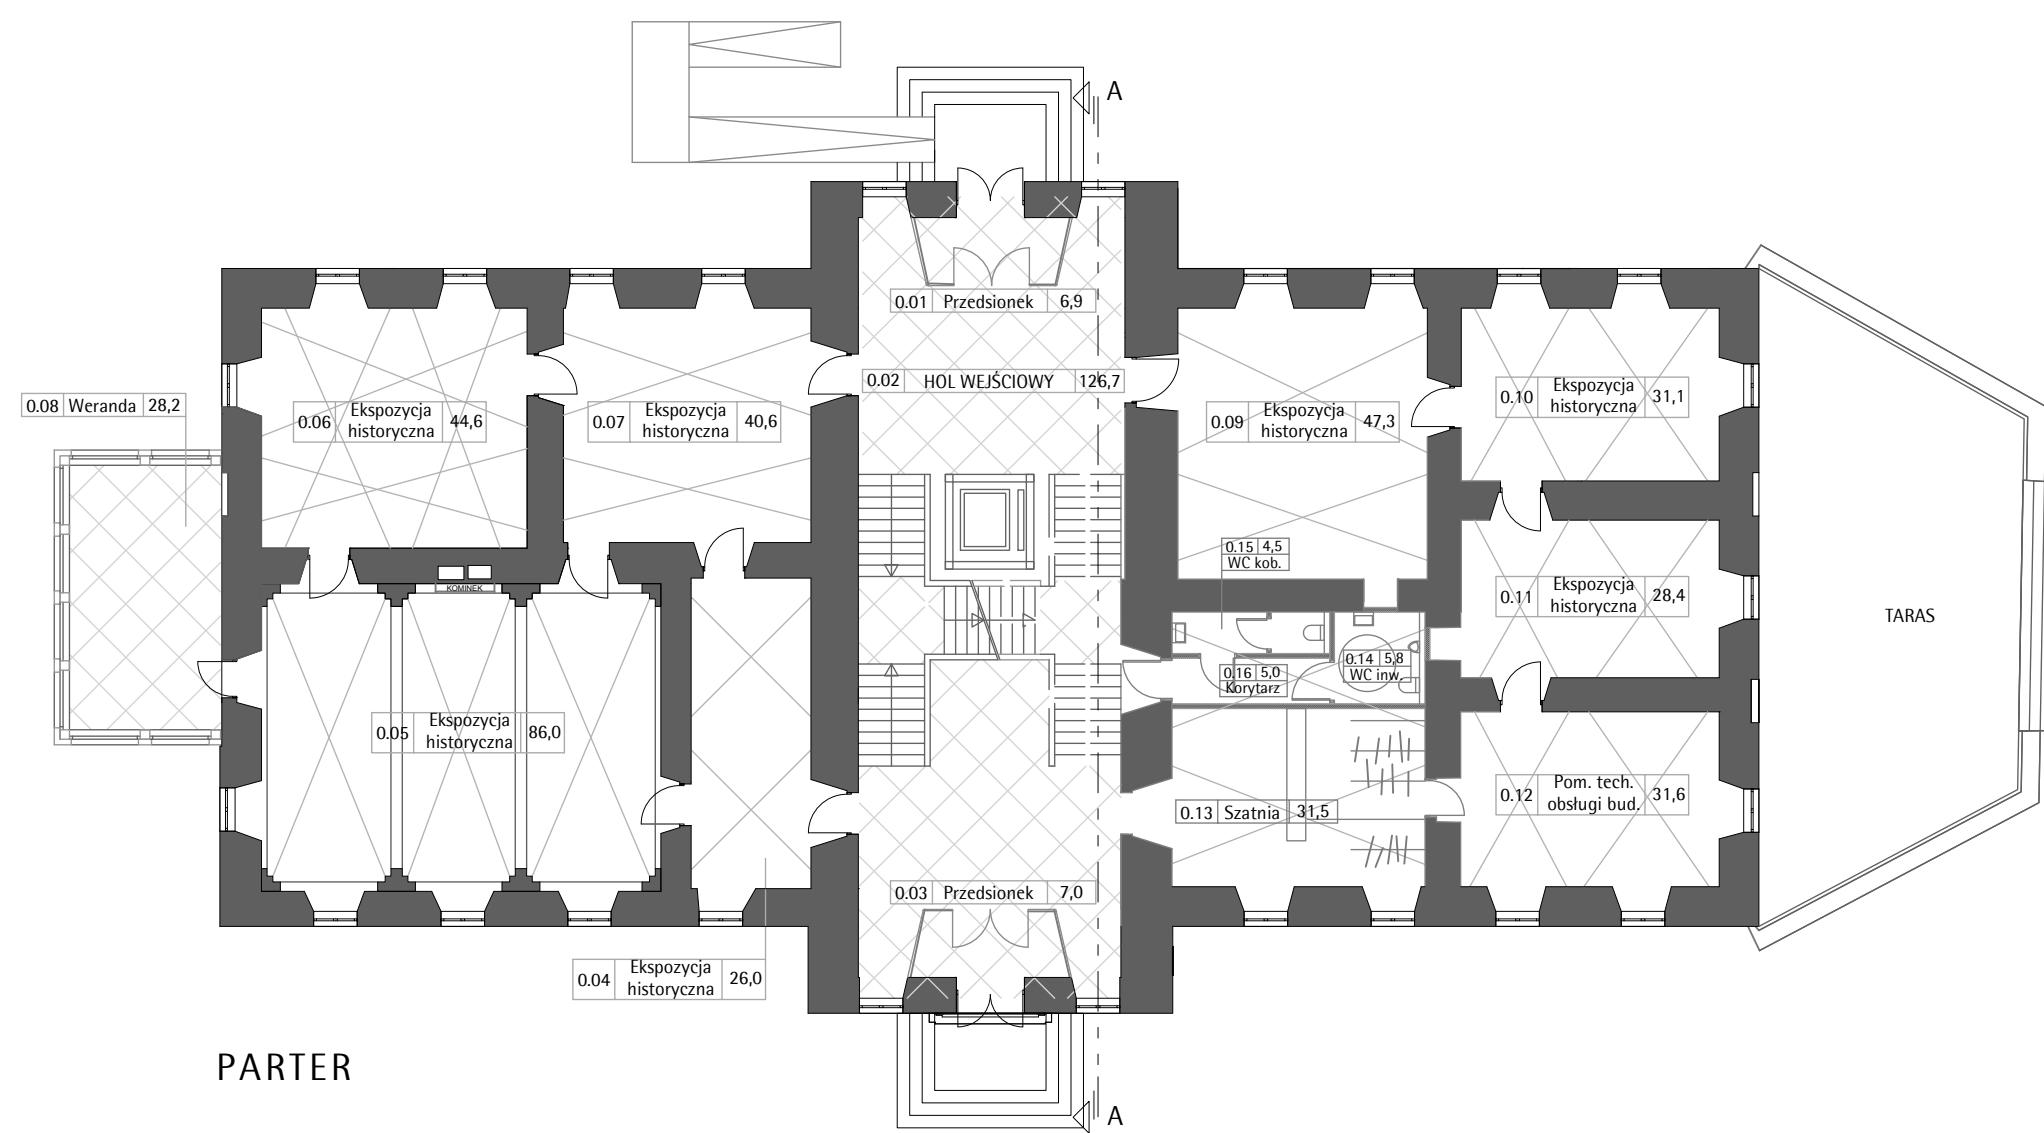 A
0.01 Przedsionek 6,9
0.02 HOL WEJŚCIOWY 126,7
0.08 Weranda 28,2
0.06 Ekspozycja historyczna 44,6
0.07 Ekspozycja historyczna 40,6
0.09 Ekspozycja historyczna 47,3
0.10 Ekspozycja historyczna 31,1
0.15 4,5
WC kob.
KOMINEK
0.11 Ekspozycja historyczna 28,4
TARAS
0.14 5,8
WC inw.
0.16 5,0
Korytarz
0.05 Ekspozycja historyczna 86,0
0.12 Pom. tech. obsługi bud. 31,6
0.13 Szatnia 31,5
0.03 Przedsionek 7,0
0.04 Ekspozycja historyczna 26,0
PARTER
A